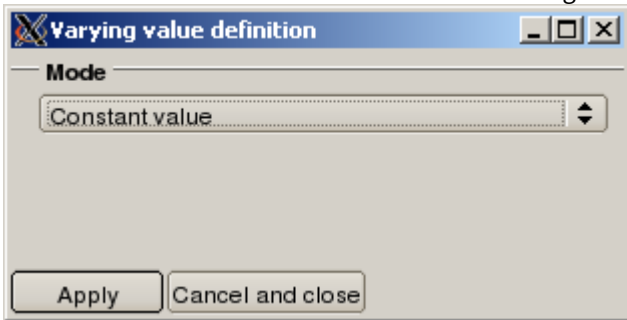 Varying value definition
Mode
Constant value
Apply Cancel and close